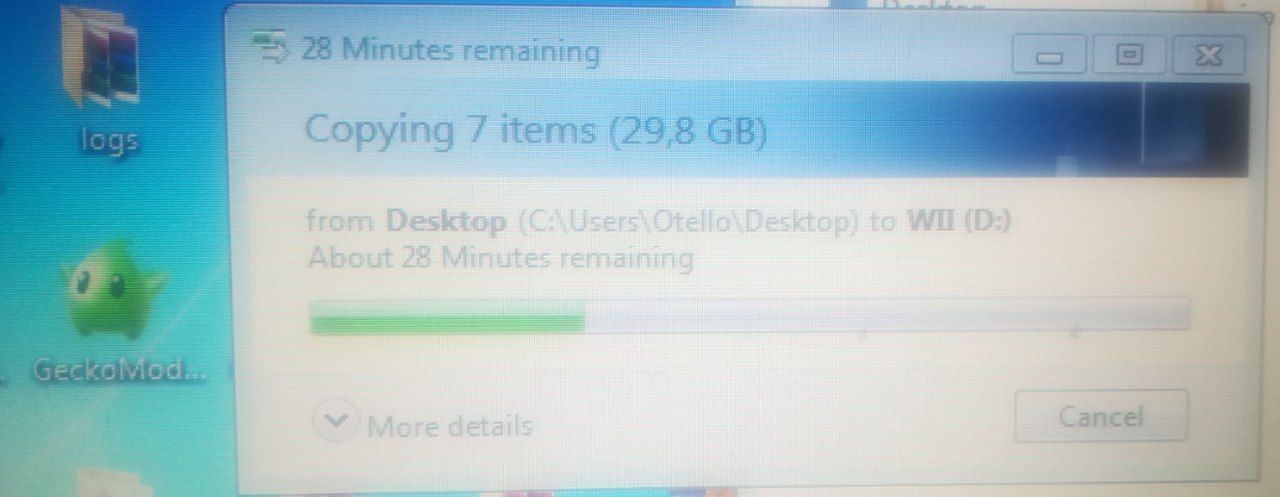 28 Minutes remaining
Copying 7 items (29,8 GB)
logs
from Desktop (C:\Users\Otello\Desktop) to WII (D:)
About 28 Minutes remaining
GeckoMod...
More details
Cancel